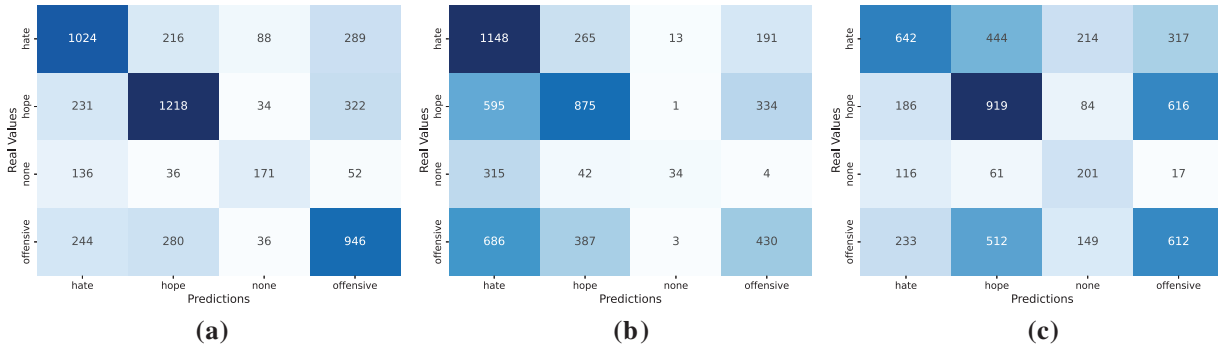 hate 1024 216 88 289
hope 231 1218 34 322
none 136 36 171 52
offensive 244 280 36 946
Real Values
hate hope none offensive
Predictions
(a)
hate 1148 265 13 191
hope 595 875 1 334
none 315 42 34 4
offensive 686 387 3 430
Real Values
hate hope none offensive
Predictions
(b)
hate 642 444 214 317
hope 186 919 84 616
none 116 61 201 17
offensive 233 512 149 612
Real Values
hate hope none offensive
Predictions
(c)